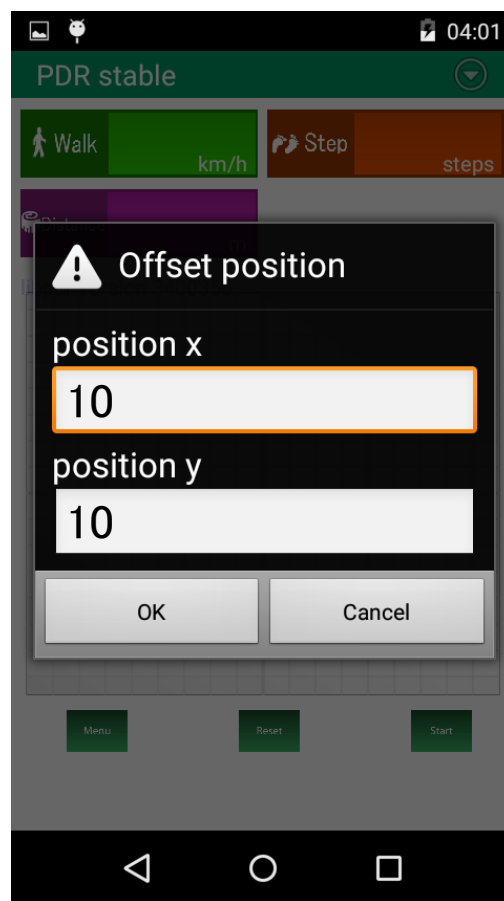 04:01
PDR stable
Walk
km/h
Step
steps
Distance
m
Offset position
position x
10
position y
10
OK
Cancel
Menu
Reset
Start